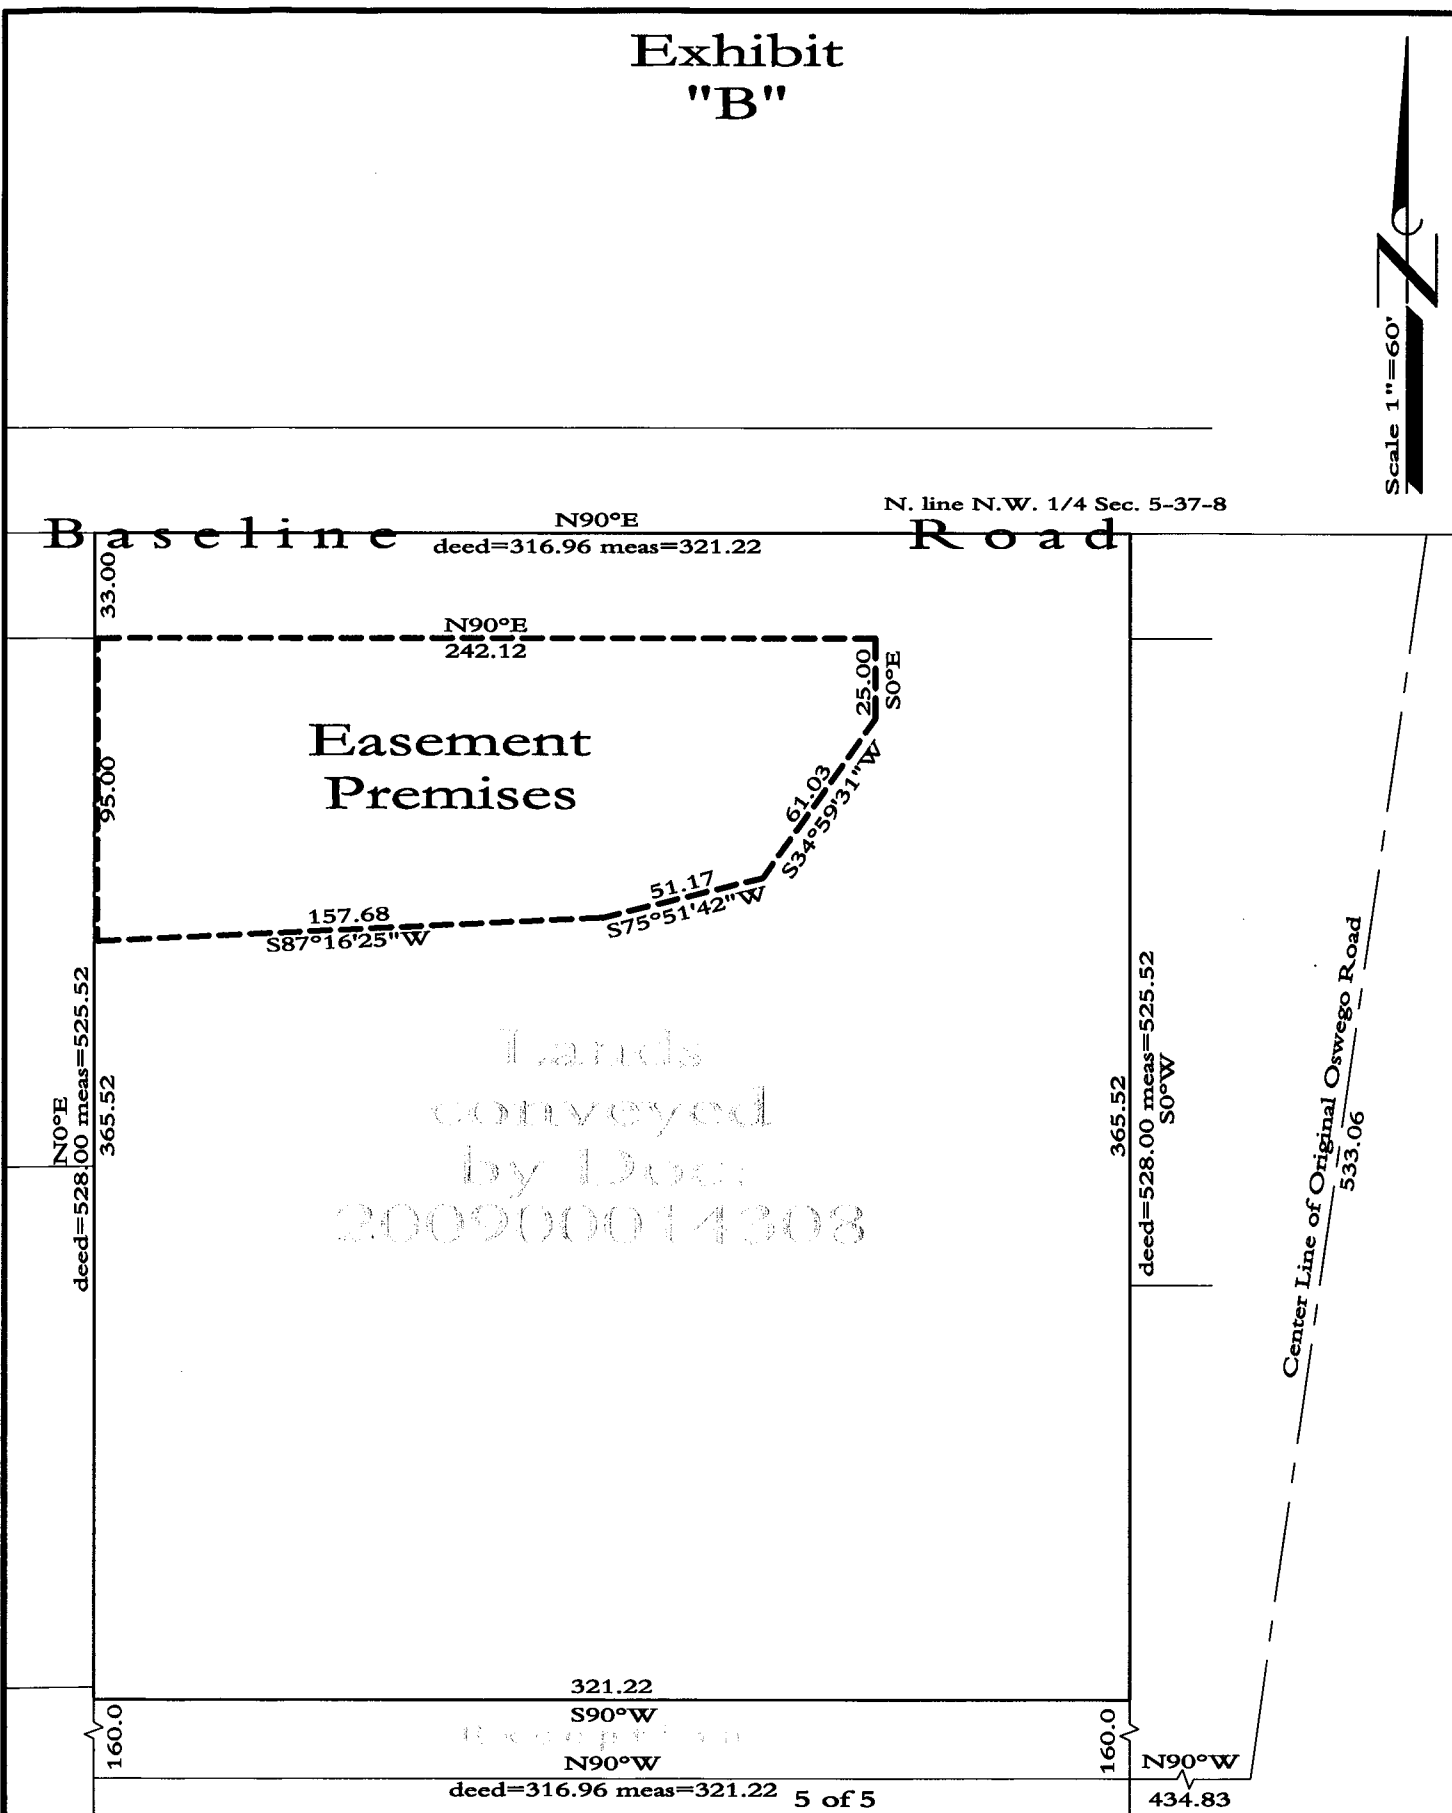 Exhibit
"B"
Scale 1"=60'
N. line N.W. 1/4 Sec. 5-37-8
Baseline Road
N90°E
deed=316.96 meas=321.22
33.00
N90°E
242.12
25.00
S0°E
Easement
Premises
95.00
61.03
S34°59'31"W
51.17
S75°51'42"W
157.68
S87°16'25"W
N0°E
deed=528.00 meas=525.52
365.52
Lands
conveyed
by Doc.
200900014308
365.52
deed=528.00 meas=525.52
S0°W
Center Line of Original Oswego Road
533.06
321.22
S90°W
160.0
Exception
160.0
N90°W
deed=316.96 meas=321.22
N90°W
434.83
5 of 5